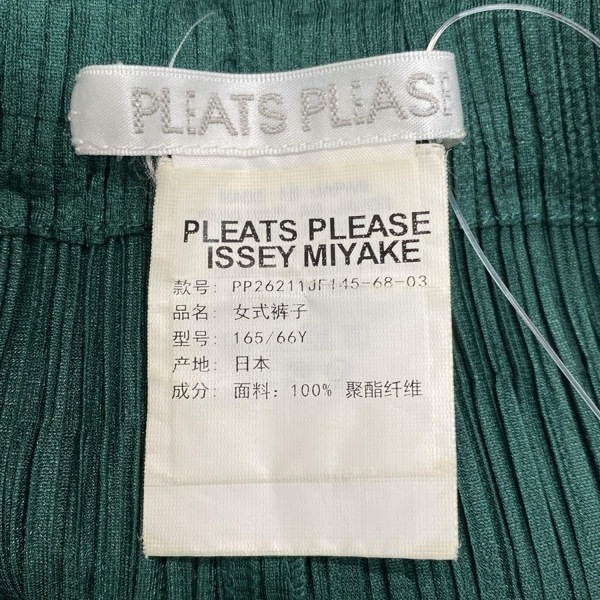 PLEATS PLEASE
PLEATS PLEASE
ISSEY MIYAKE
款号: PP26211JF145-68-03
品名: 女式裤子
型号: 165/66Y
产地: 日本
成分: 面料: 100% 聚酯纤维